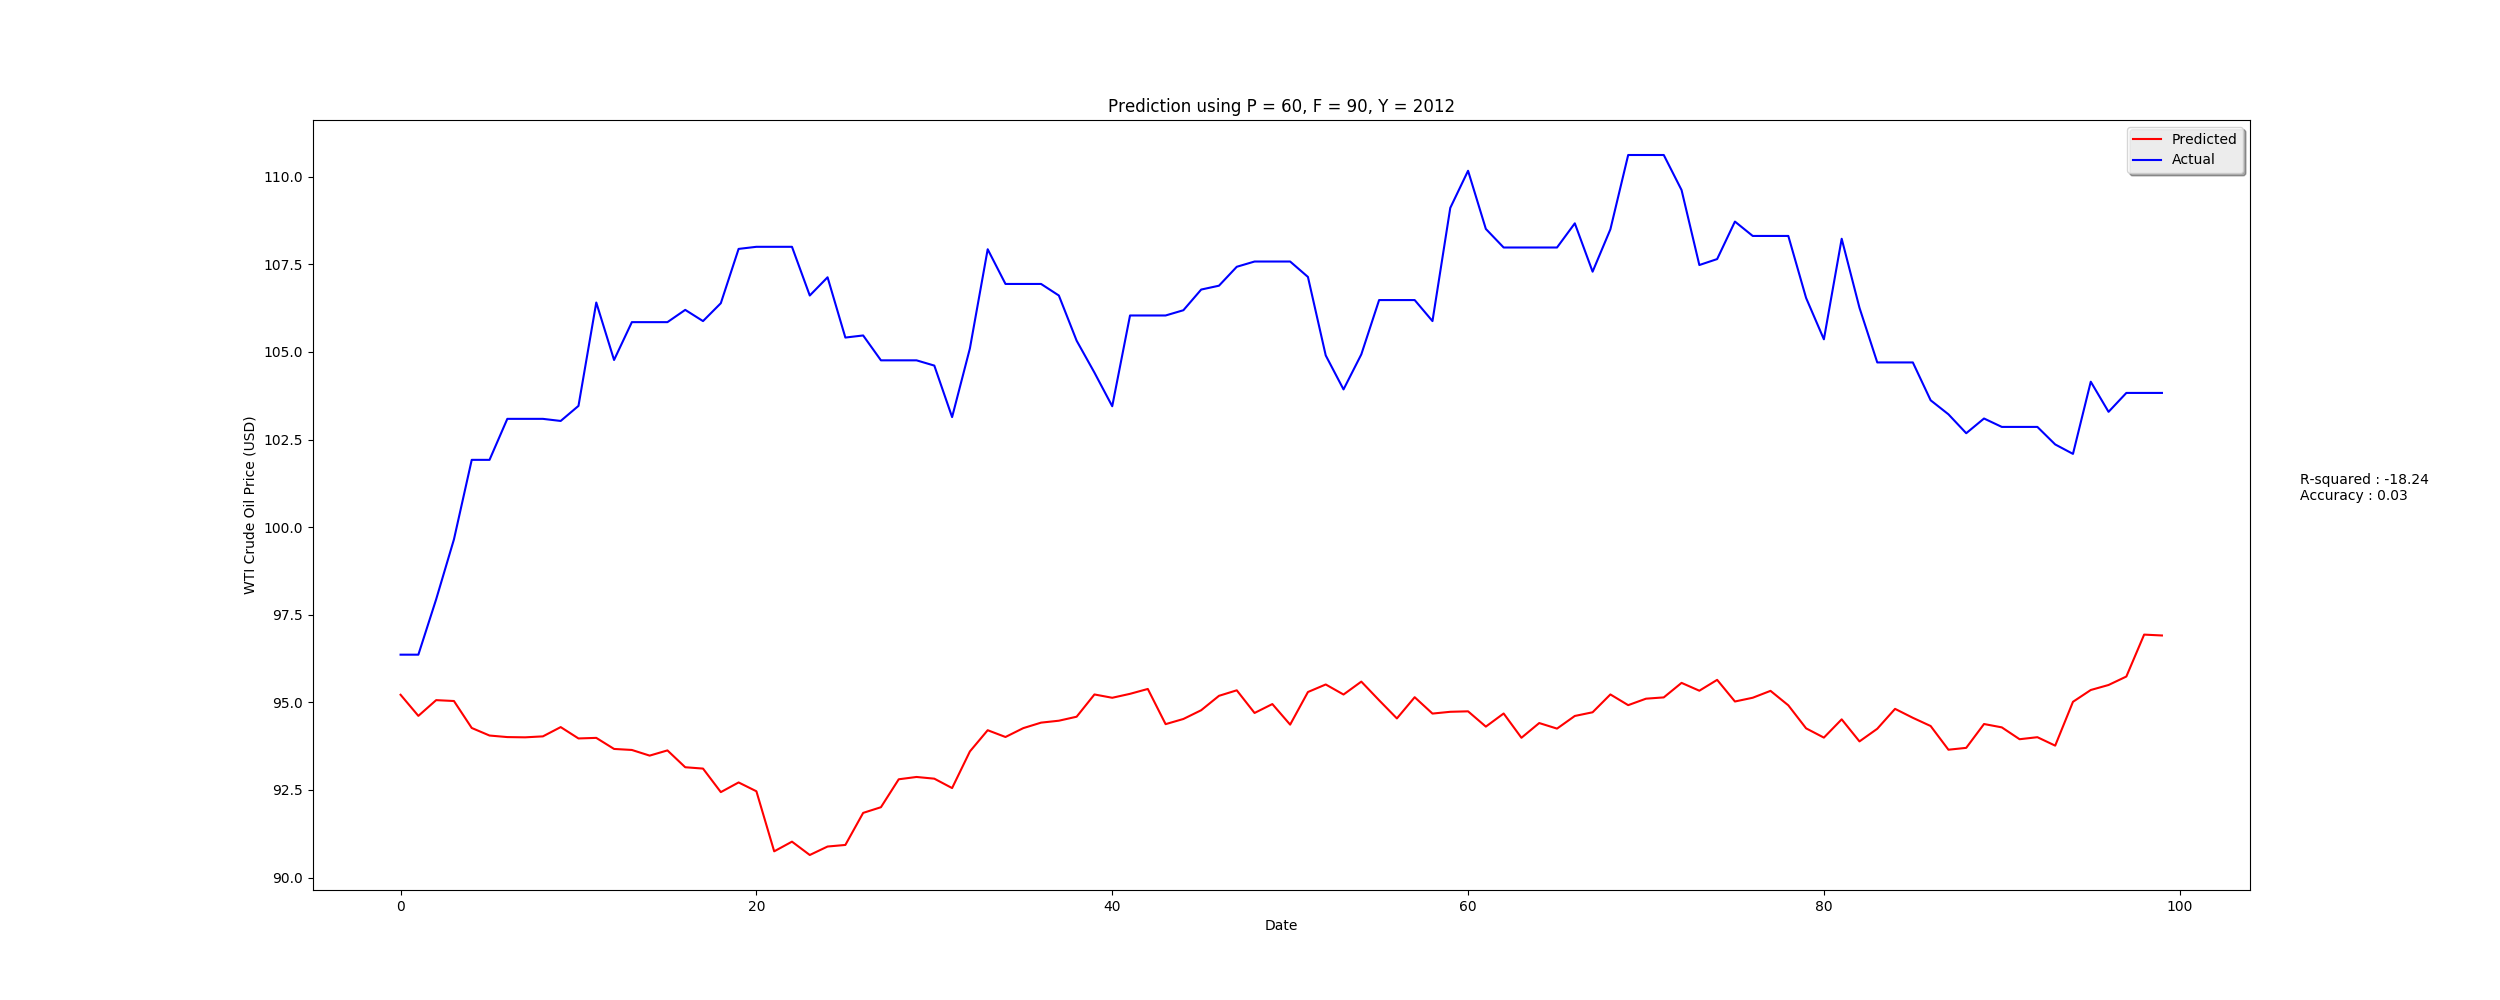 Prediction using P = 60, F = 90, Y = 2012
Predicted
Actual
WTI Crude Oil Price (USD)
110.0
107.5
105.0
102.5
100.0
97.5
95.0
92.5
90.0
0 20 40 60 80 100
Date
R-squared : -18.24
Accuracy : 0.03